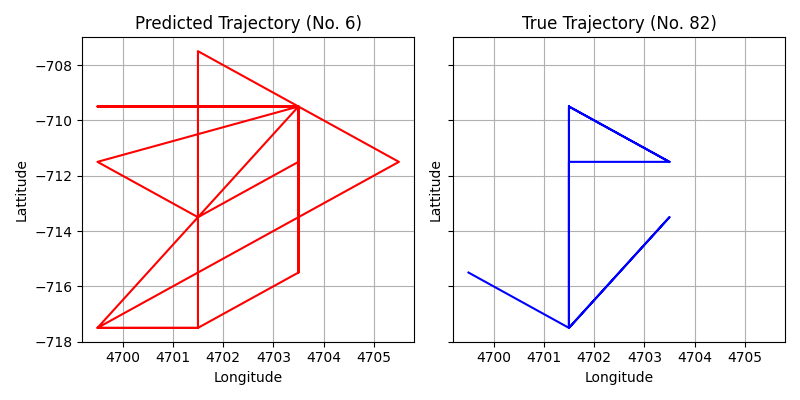 Predicted Trajectory (No. 6)
True Trajectory (No. 82)
−708
−710
−712
−714
−716
−718
Lattitude
Lattitude
4700 4701 4702 4703 4704 4705
4700 4701 4702 4703 4704 4705
Longitude
Longitude